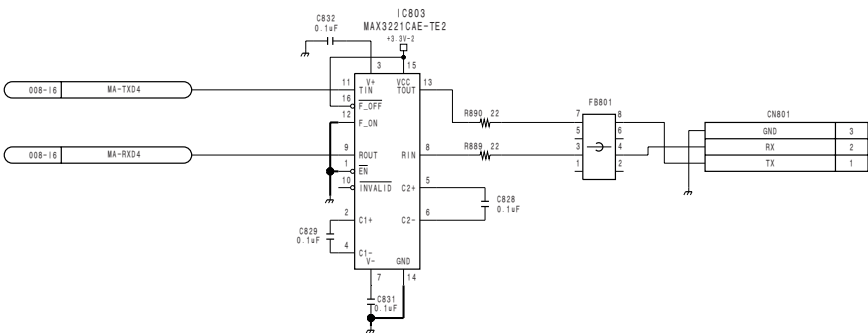 IC803
MAX3221CAE-TE2
+3.3V-2
C832
0.1uF
3
15
11
V+
VCC
13
TIN
TOUT
008-I6
MA-TXD4
16
F_OFF
12
F_ON
R890
22
FB801
7
8
5
6
3
4
1
2
CN801
GND
3
RX
2
TX
1
008-I6
MA-RXD4
9
ROUT
RIN
8
R889
22
1
EN
10
INVALID
C2+
5
C828
0.1uF
2
C1+
C2-
6
C829
0.1uF
4
C1-
V-
GND
7
14
C831
0.1uF